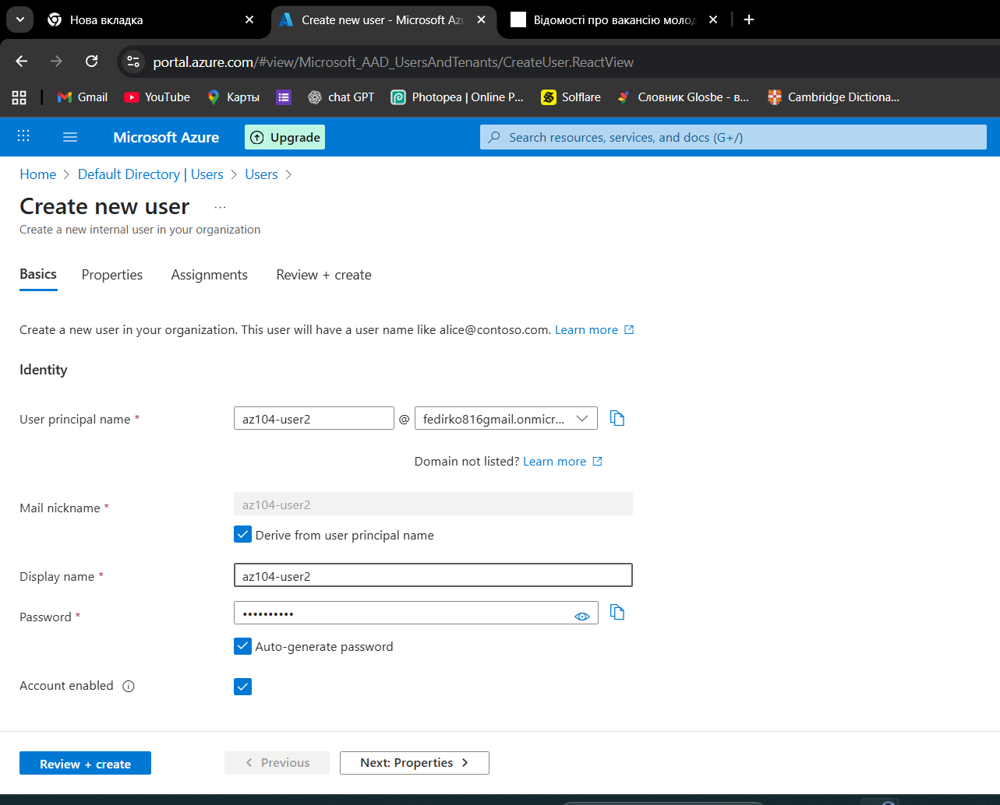 Нова вкладка
Create new user - Microsoft Azu
Відомості про вакансію молод
portal.azure.com/#view/Microsoft_AAD_UsersAndTenants/CreateUser.ReactView
Gmail YouTube Карты chat GPT Photopea | Online P... Solflare Словник Glosbe - в... Cambridge Dictiona...
Microsoft Azure Upgrade Search resources, services, and docs (G+/)
Home > Default Directory | Users > Users >
Create new user ...
Create a new internal user in your organization
Basics Properties Assignments Review + create
Create a new user in your organization. This user will have a user name like alice@contoso.com. Learn more
Identity
User principal name * az104-user2 @ fedirko816gmail.onmicr...
Domain not listed? Learn more
Mail nickname * az104-user2
Derive from user principal name
Display name * az104-user2
Password * ••••••••••
Auto-generate password
Account enabled
Review + create < Previous Next: Properties >